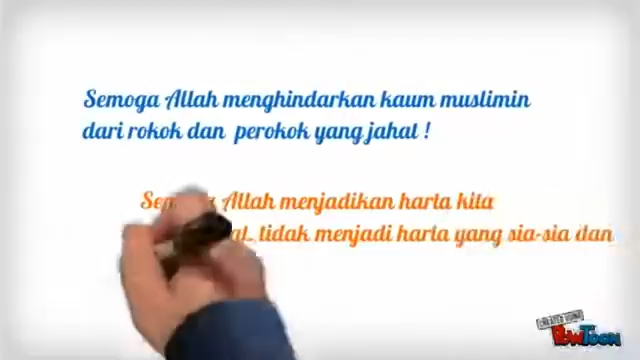 Semoga Allah menghindarkan kaum muslimin
dari rokok dan perokok yang jahat !
Allah menjadikan harta kita
tidak menjadi harta yang sia-sia dan
CREATED USING
PowToon